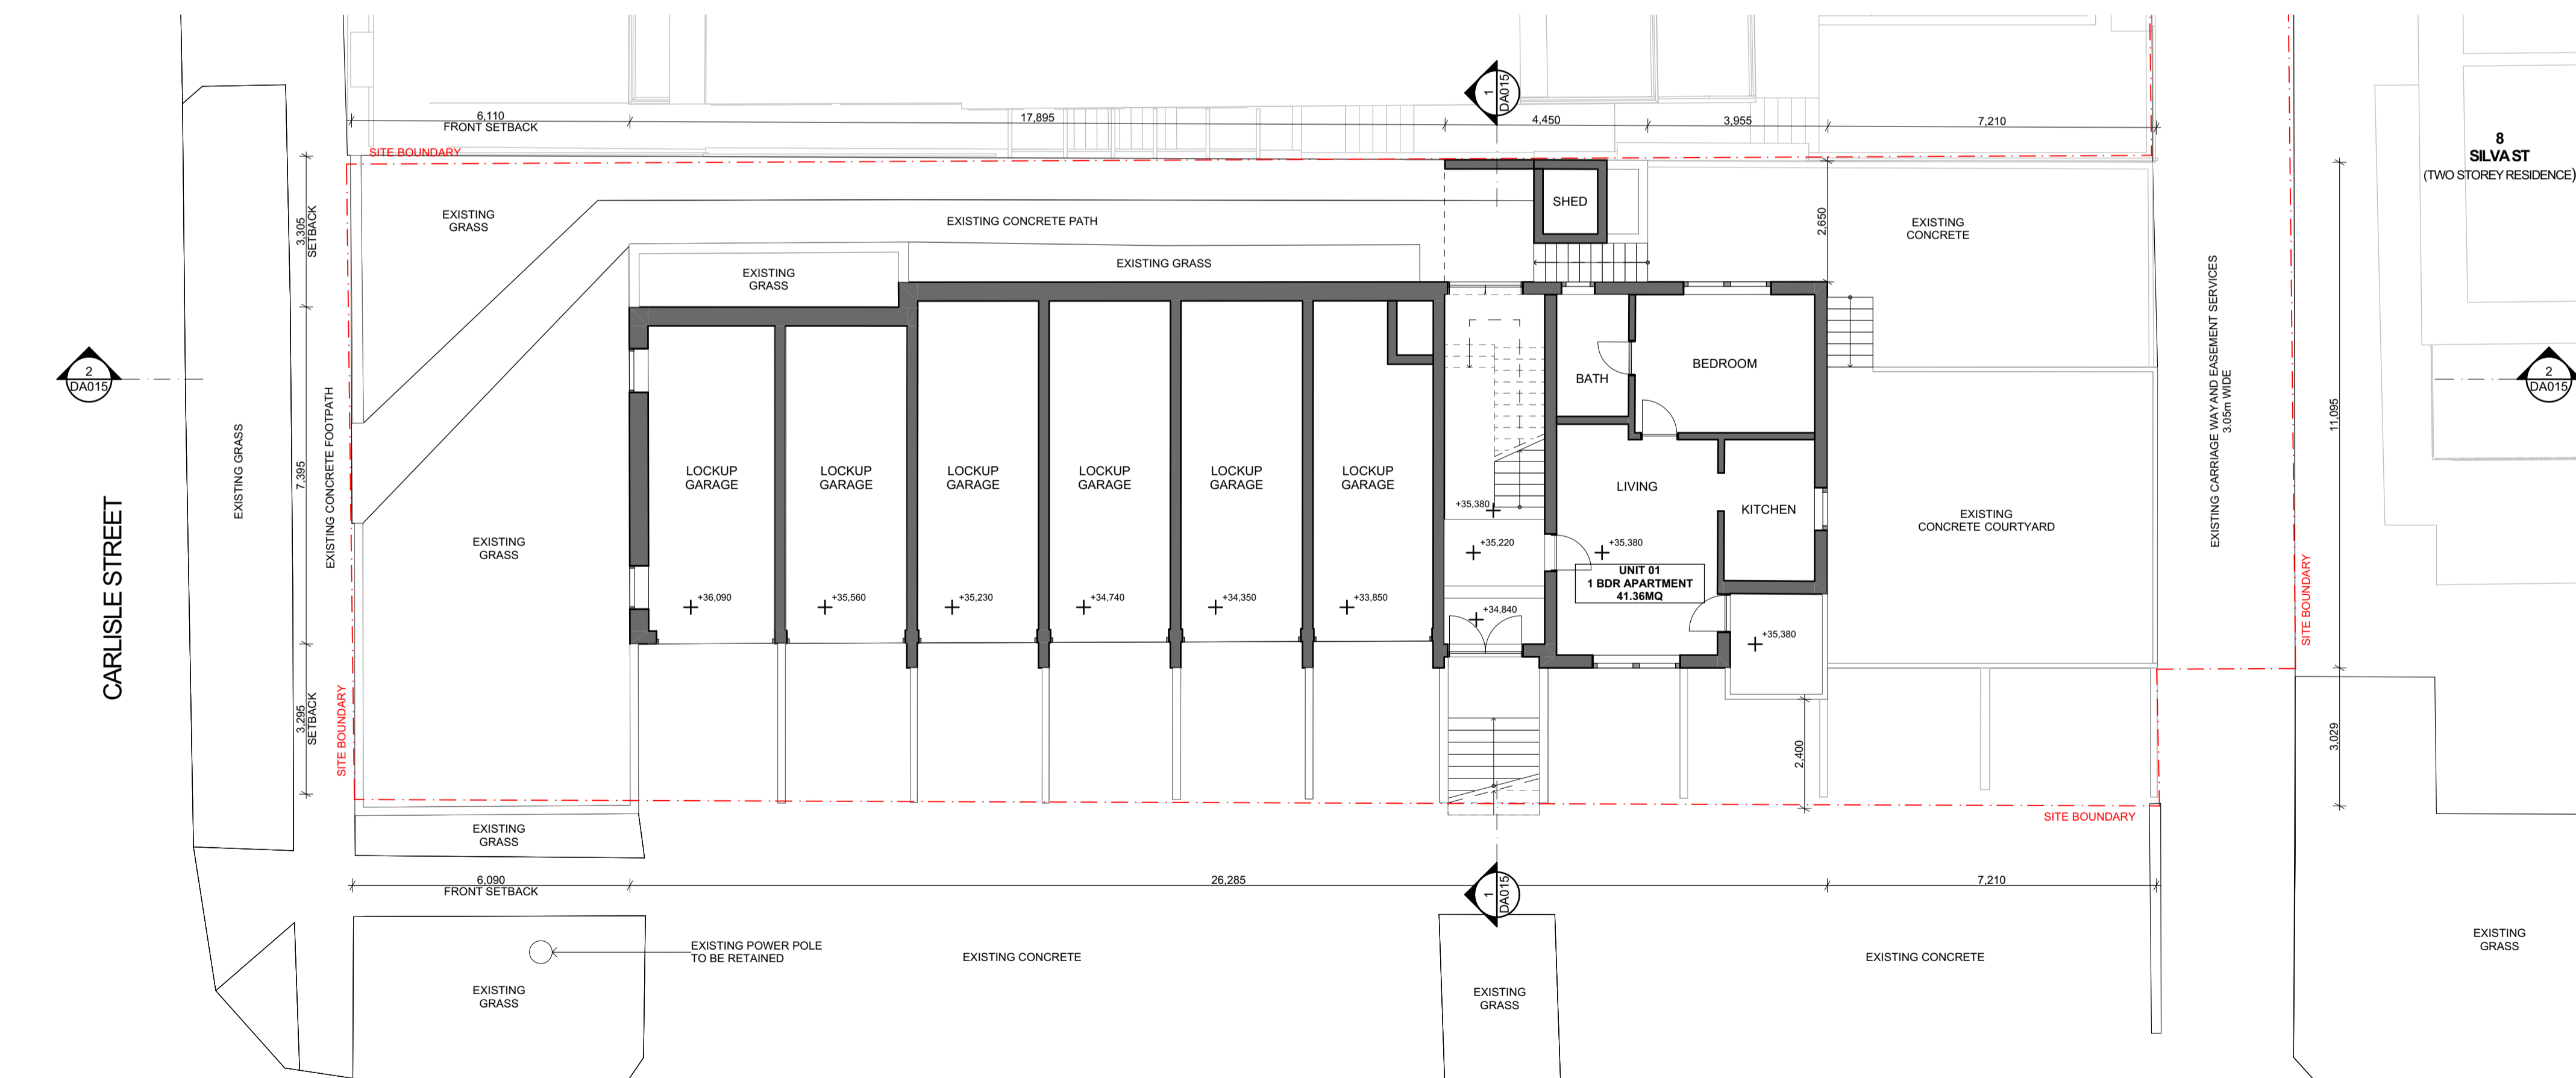 1
DA015
6,110
FRONT SETBACK
17,895
4,450
3,955
7,210
SITE BOUNDARY
8
SILVA ST
(TWO STOREY RESIDENCE)
3,305
SETBACK
EXISTING
GRASS
EXISTING CONCRETE PATH
SHED
2,650
EXISTING
CONCRETE
EXISTING
GRASS
EXISTING GRASS
EXISTING CARRIAGE WAY AND EASEMENT SERVICES
3.05m WIDE
2
DA015
BATH
BEDROOM
2
DA015
11,095
EXISTING GRASS
7,395
EXISTING CONCRETE FOOTPATH
LOCKUP
GARAGE
LOCKUP
GARAGE
LOCKUP
GARAGE
LOCKUP
GARAGE
LOCKUP
GARAGE
LOCKUP
GARAGE
LIVING
KITCHEN
+35,380
+35,220
+35,380
EXISTING
CONCRETE COURTYARD
CARLISLE STREET
EXISTING
GRASS
UNIT 01
1 BDR APARTMENT
41.36MQ
+36,090
+35,560
+35,230
+34,740
+34,350
+33,850
+34,840
+35,380
SITE BOUNDARY
3,295
SETBACK
SITE BOUNDARY
2,400
3,029
SITE BOUNDARY
EXISTING
GRASS
6,090
FRONT SETBACK
26,285
1
DA015
7,210
EXISTING POWER POLE
TO BE RETAINED
EXISTING CONCRETE
EXISTING CONCRETE
EXISTING
GRASS
EXISTING
GRASS
EXISTING
GRASS